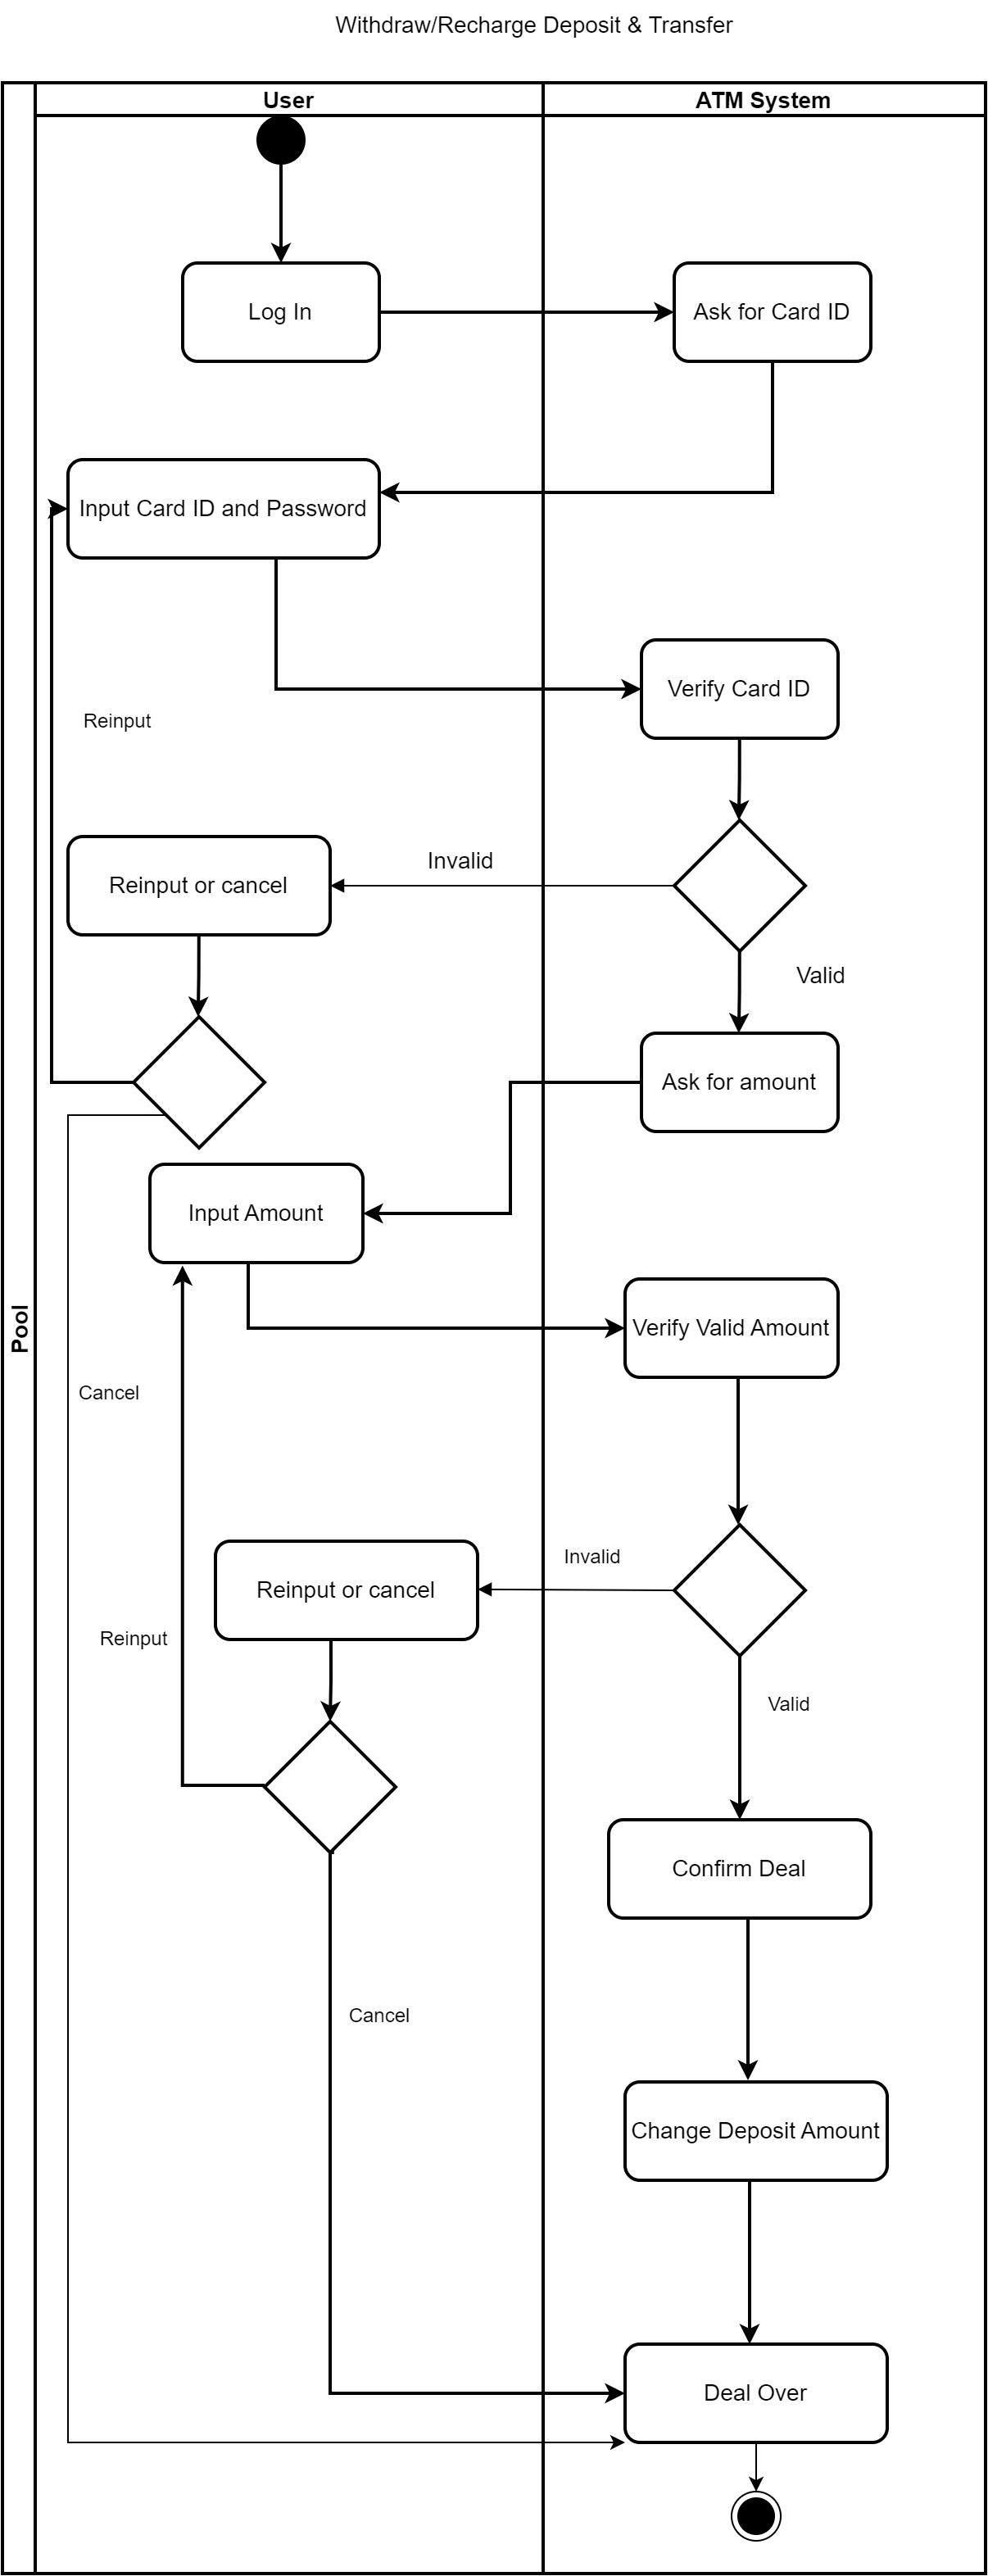 Withdraw/Recharge Deposit & Transfer
User
ATM System
Log In
Ask for Card ID
Input Card ID and Password
Verify Card ID
Reinput
Invalid
Reinput or cancel
Valid
Ask for amount
Input Amount
Pool
Verify Valid Amount
Cancel
Invalid
Reinput or cancel
Reinput
Valid
Confirm Deal
Cancel
Change Deposit Amount
Deal Over